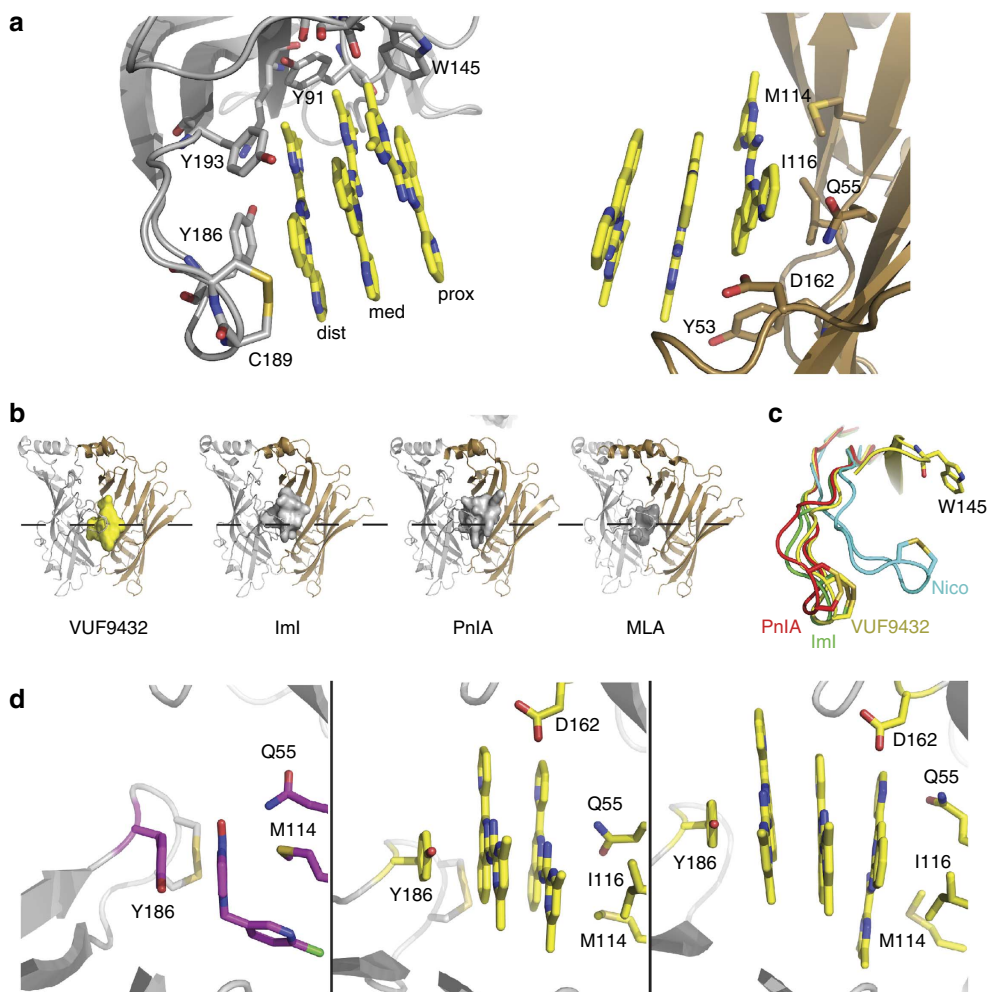 a
W145
Y91
Y193
Y186
prox
med
dist
C189
M114
I116
Q55
D162
Y53
b
VUF9432
ImI
PnIA
MLA
c
W145
Nico
PnIA
VUF9432
ImI
d
Q55
M114
Y186
D162
Q55
Y186
I116
M114
D162
Q55
Y186
I116
M114